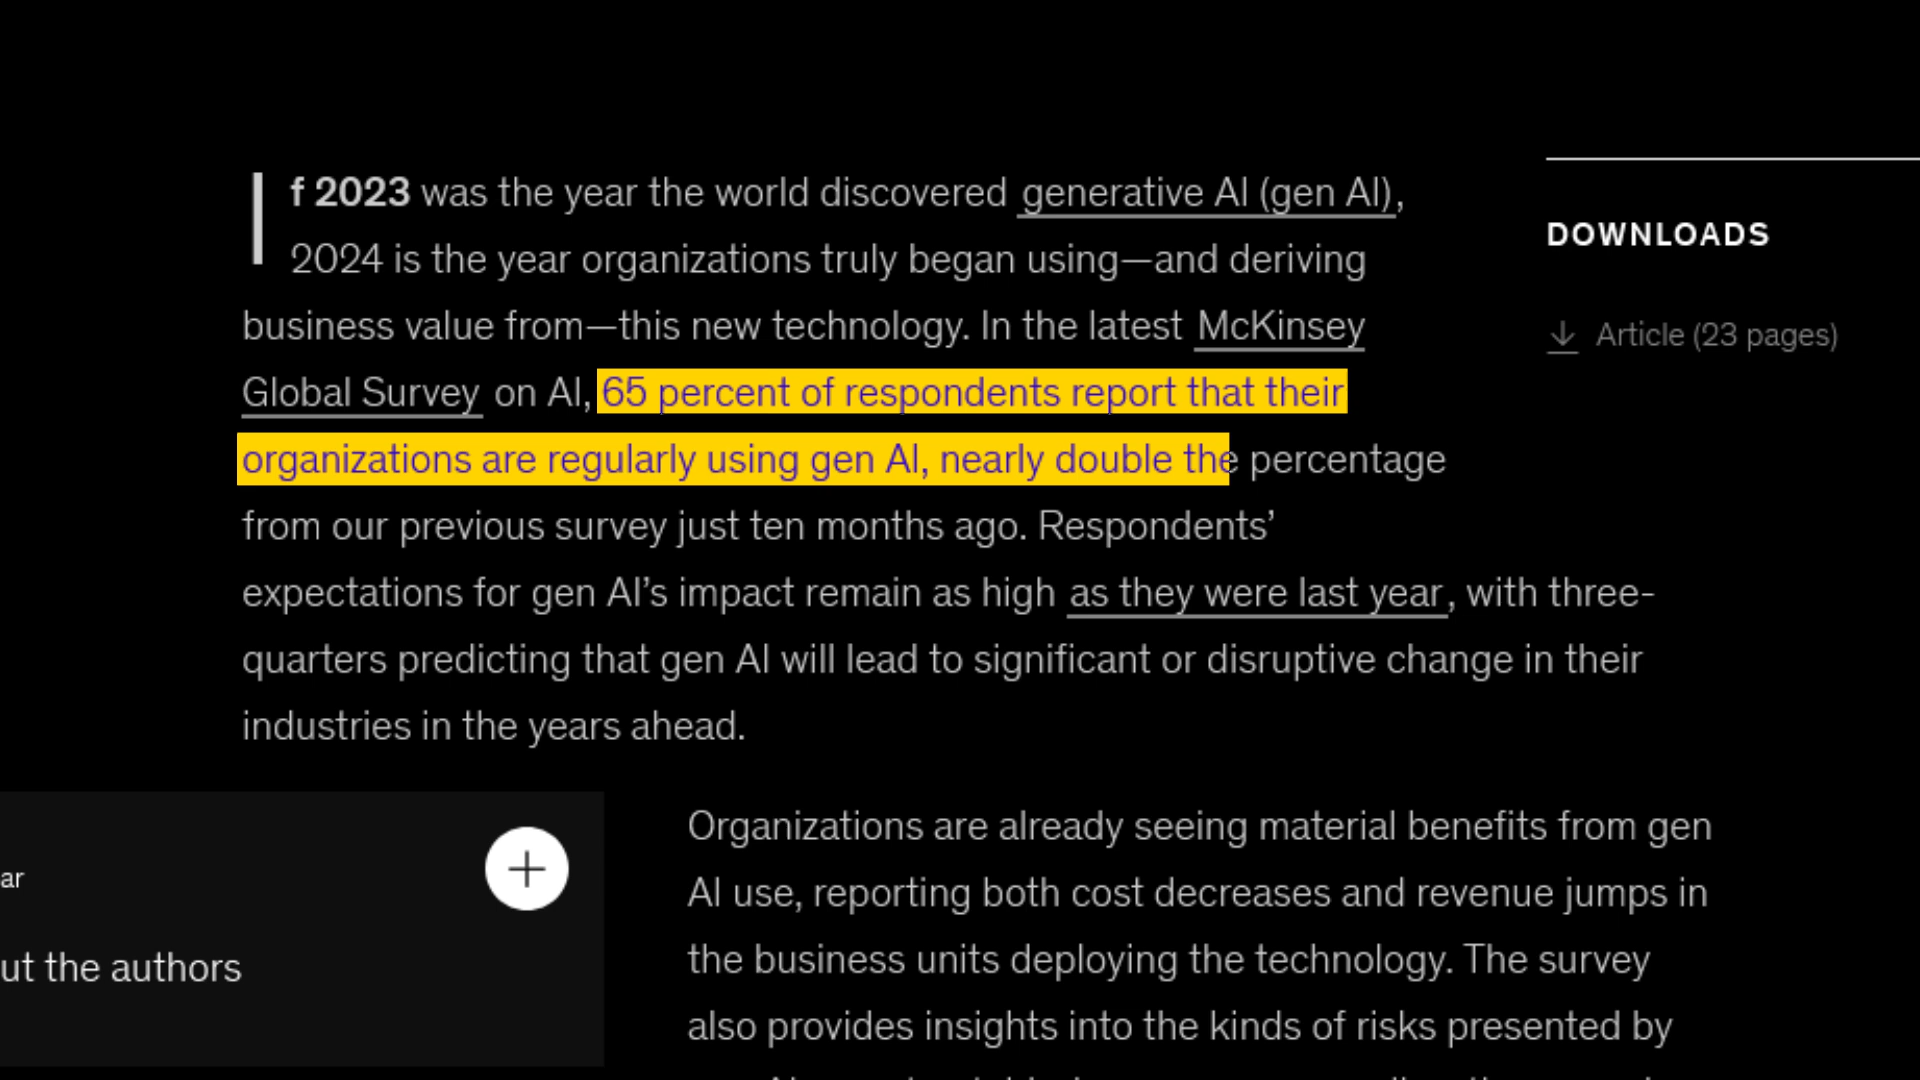 If 2023 was the year the world discovered generative AI (gen AI),
2024 is the year organizations truly began using—and deriving
business value from—this new technology. In the latest McKinsey
Global Survey on AI, 65 percent of respondents report that their
organizations are regularly using gen AI, nearly double the percentage
from our previous survey just ten months ago. Respondents’
expectations for gen AI’s impact remain as high as they were last year, with three-
quarters predicting that gen AI will lead to significant or disruptive change in their
industries in the years ahead.
DOWNLOADS
Article (23 pages)
ar
ut the authors
Organizations are already seeing material benefits from gen
AI use, reporting both cost decreases and revenue jumps in
the business units deploying the technology. The survey
also provides insights into the kinds of risks presented by